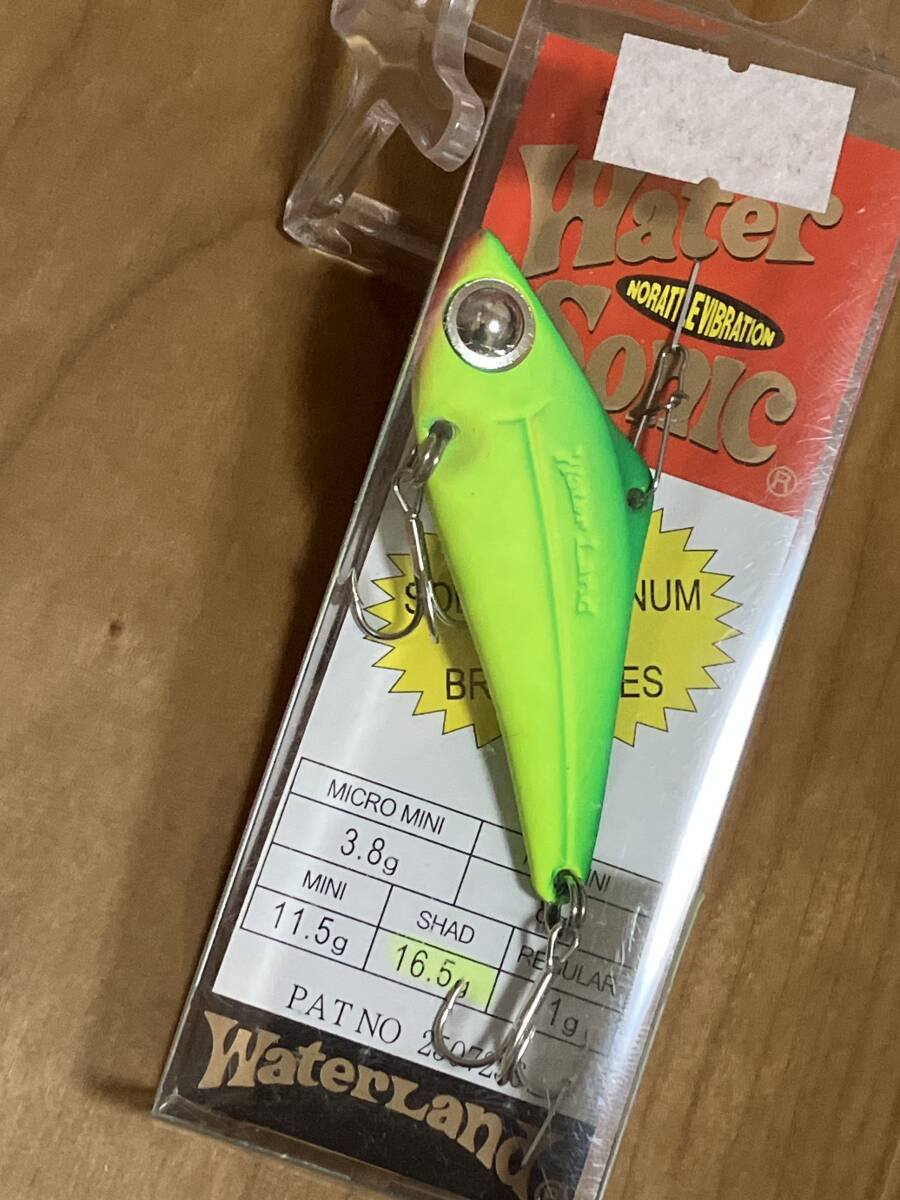 Water
NORATTLE VIBRATION
Sonic
®
NUM
BR ES
MICRO MINI
3.8g
MINI
SHAD
REGULAR
11.5g
16.5g
1g
PAT NO
WaterLand